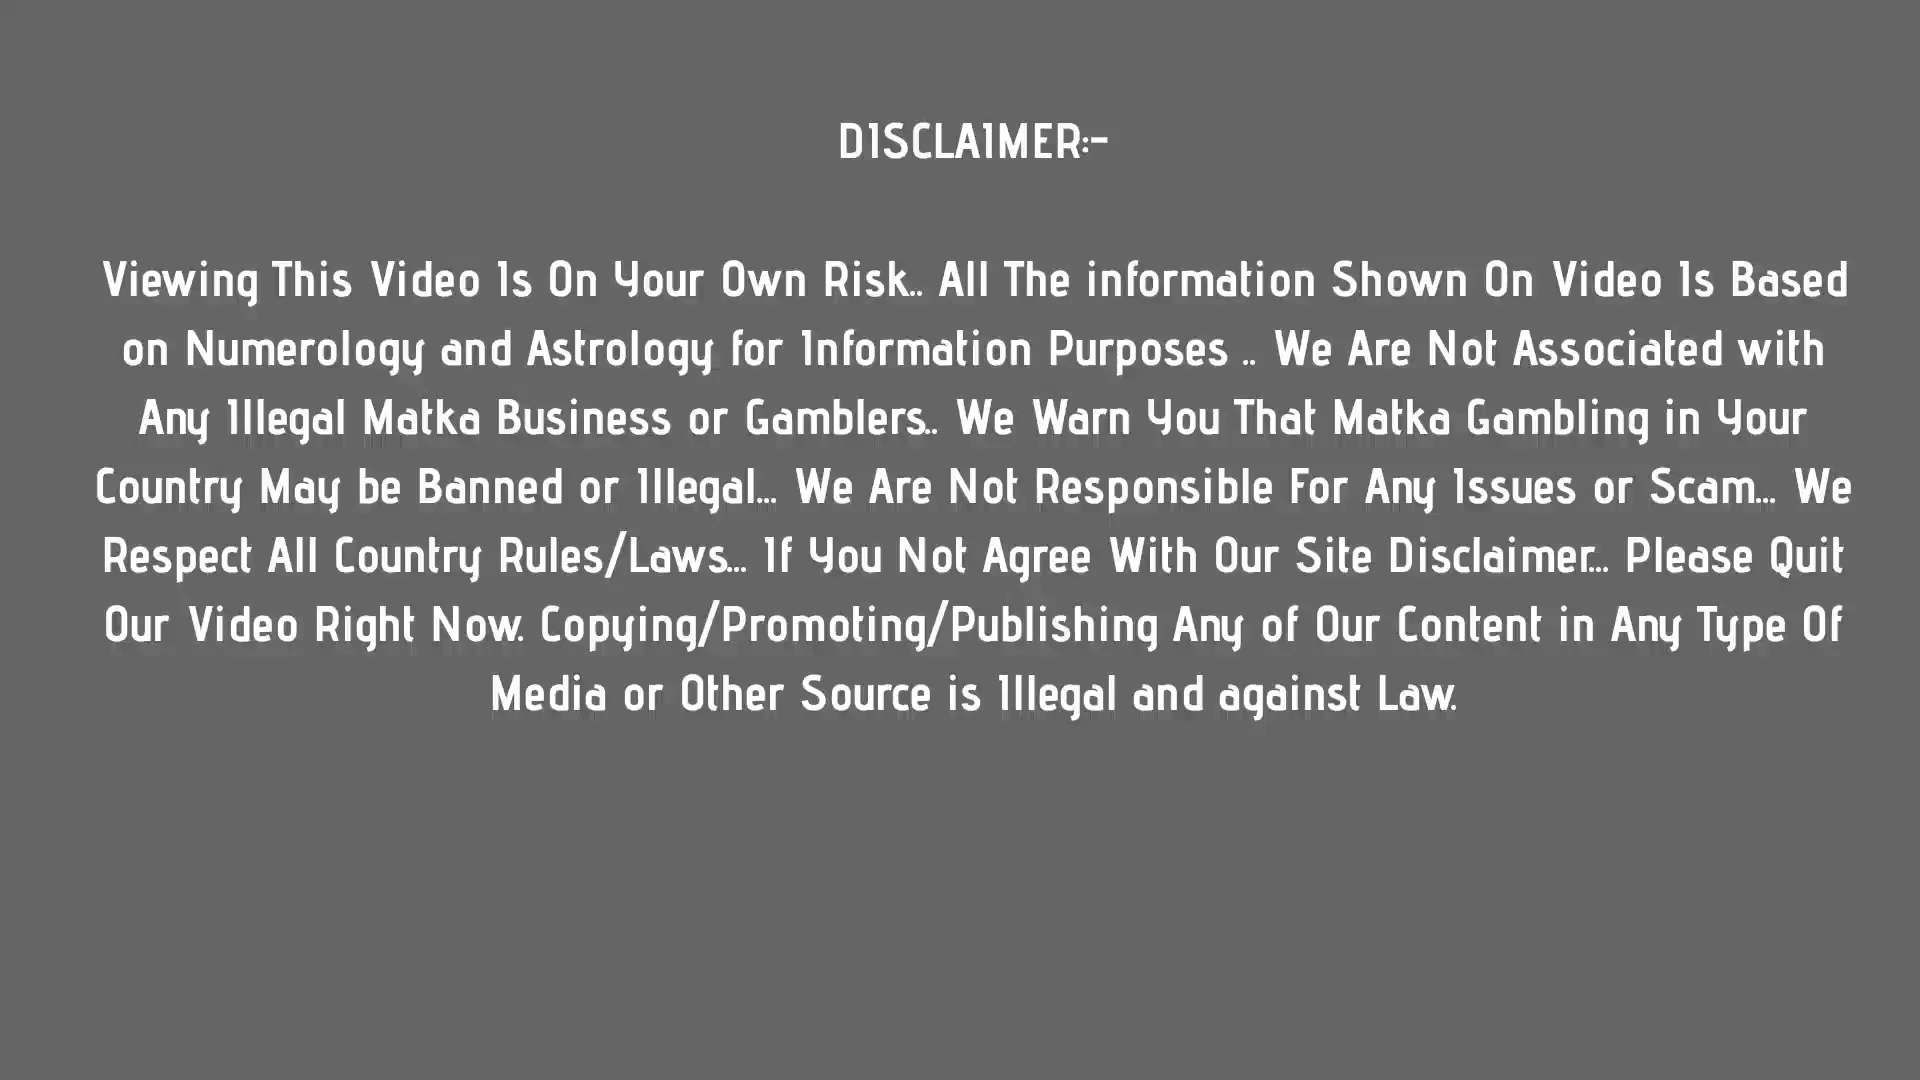 DISCLAIMER:-
Viewing This Video Is On Your Own Risk.. All The information Shown On Video Is Based
on Numerology and Astrology for Information Purposes .. We Are Not Associated with
Any Illegal Matka Business or Gamblers.. We Warn You That Matka Gambling in Your
Country May be Banned or Illegal... We Are Not Responsible For Any Issues or Scam... We
Respect All Country Rules/Laws... If You Not Agree With Our Site Disclaimer... Please Quit
Our Video Right Now. Copying/Promoting/Publishing Any of Our Content in Any Type Of
Media or Other Source is Illegal and against Law.